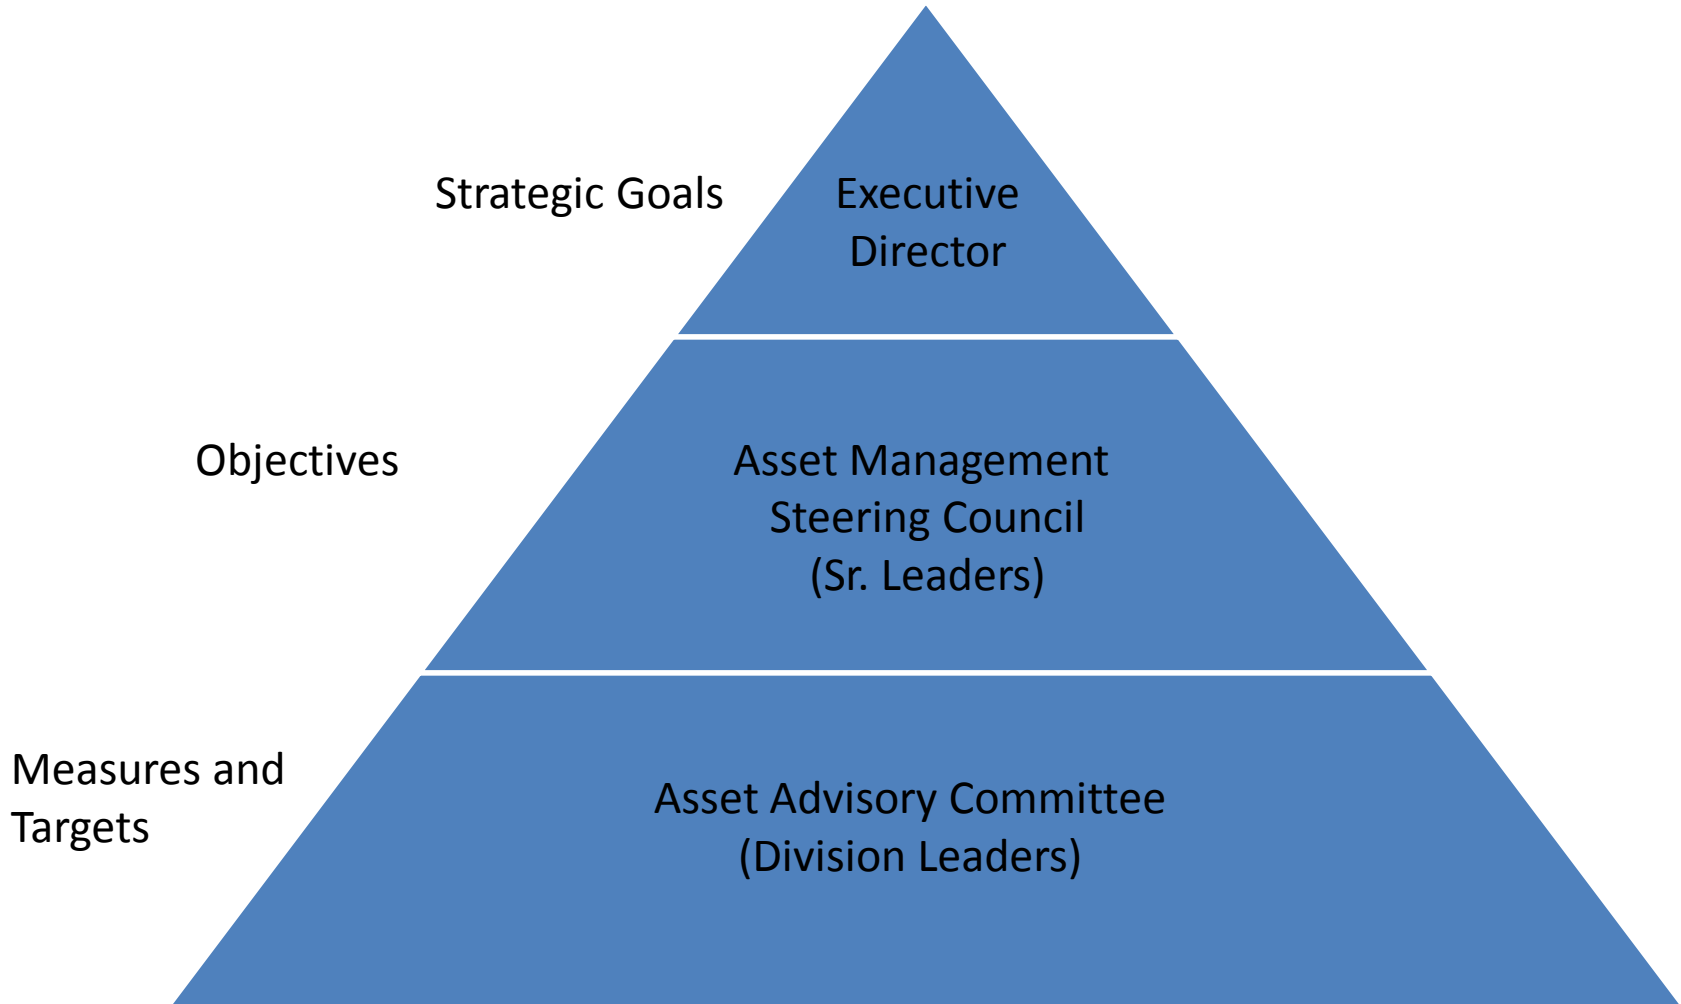 Strategic Goals
Executive
Director
Objectives
Asset Management
Steering Council
(Sr. Leaders)
Measures and
Targets
Asset Advisory Committee
(Division Leaders)